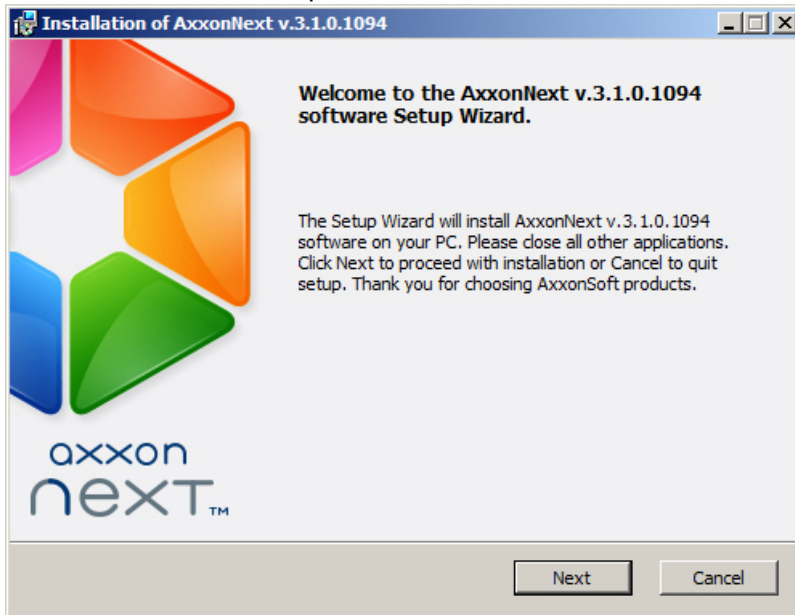 Installation of AxxonNext v.3.1.0.1094
Welcome to the AxxonNext v.3.1.0.1094
software Setup Wizard.
The Setup Wizard will install AxxonNext v.3.1.0.1094
software on your PC. Please close all other applications.
Click Next to proceed with installation or Cancel to quit
setup. Thank you for choosing AxxonSoft products.
axxon
next™
Next
Cancel